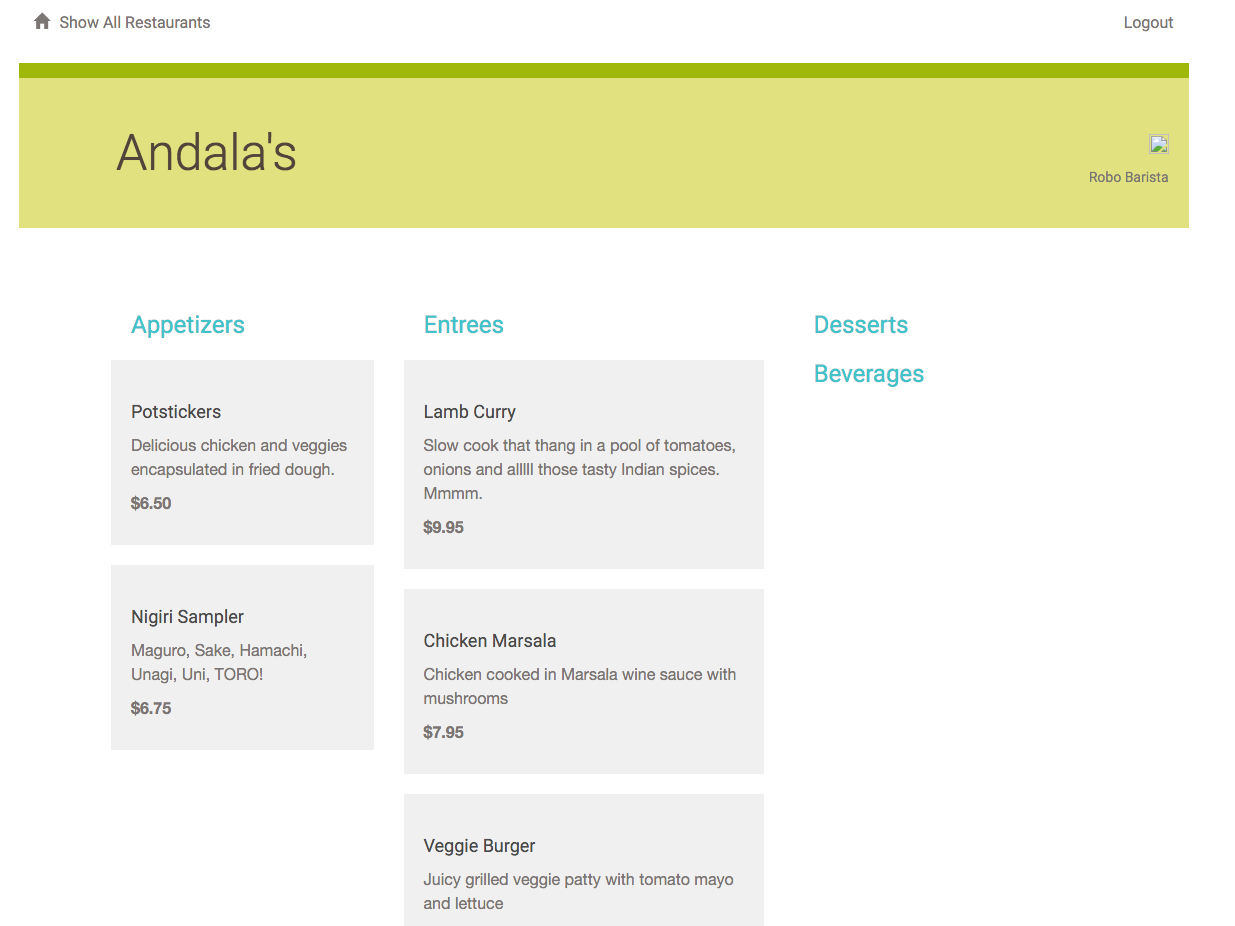 Show All Restaurants
Logout
Andala's
Robo Barista
Appetizers
Potstickers
Delicious chicken and veggies
encapsulated in fried dough.
$6.50
Nigiri Sampler
Maguro, Sake, Hamachi,
Unagi, Uni, TORO!
$6.75
Entrees
Lamb Curry
Slow cook that thang in a pool of tomatoes,
onions and alllll those tasty Indian spices.
Mmmm.
$9.95
Chicken Marsala
Chicken cooked in Marsala wine sauce with
mushrooms
$7.95
Veggie Burger
Juicy grilled veggie patty with tomato mayo
and lettuce
Desserts
Beverages